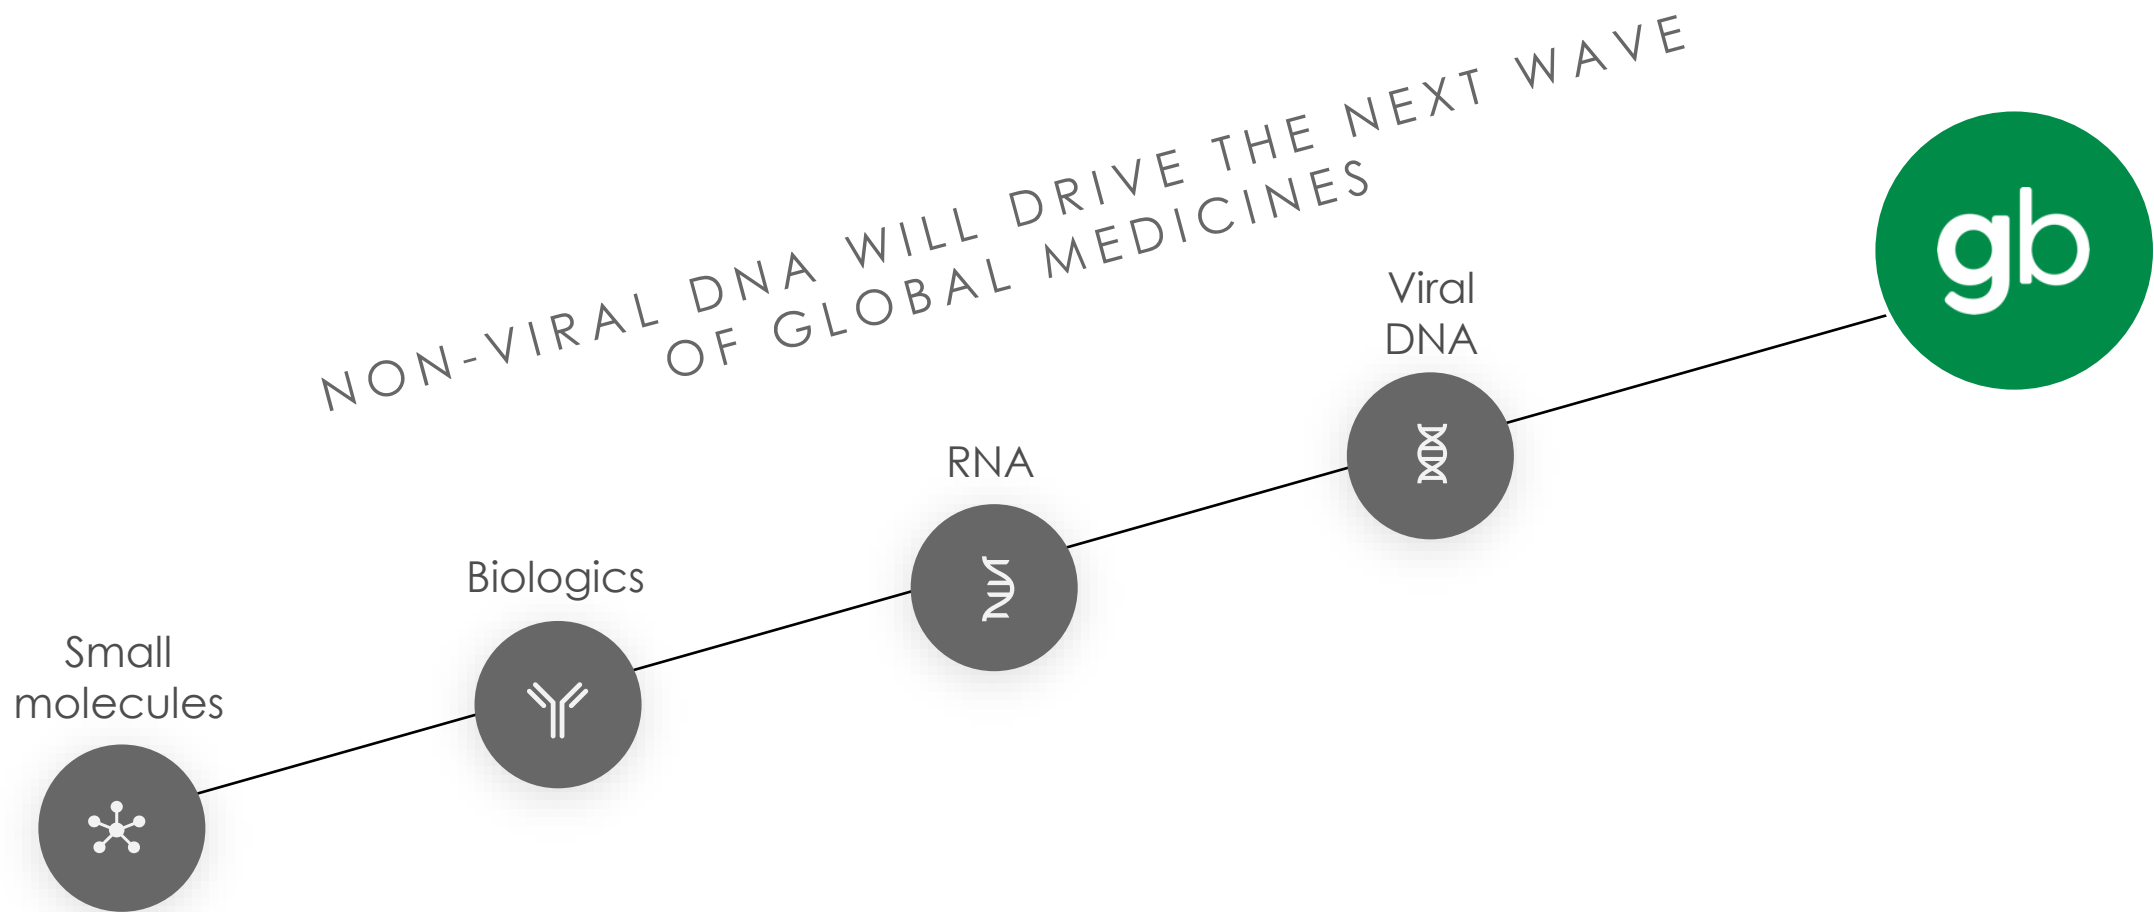 NON-VIRAL DNA WILL DRIVE THE NEXT WAVE
OF GLOBAL MEDICINES
Small
molecules
Biologics
RNA
Viral
DNA
gb